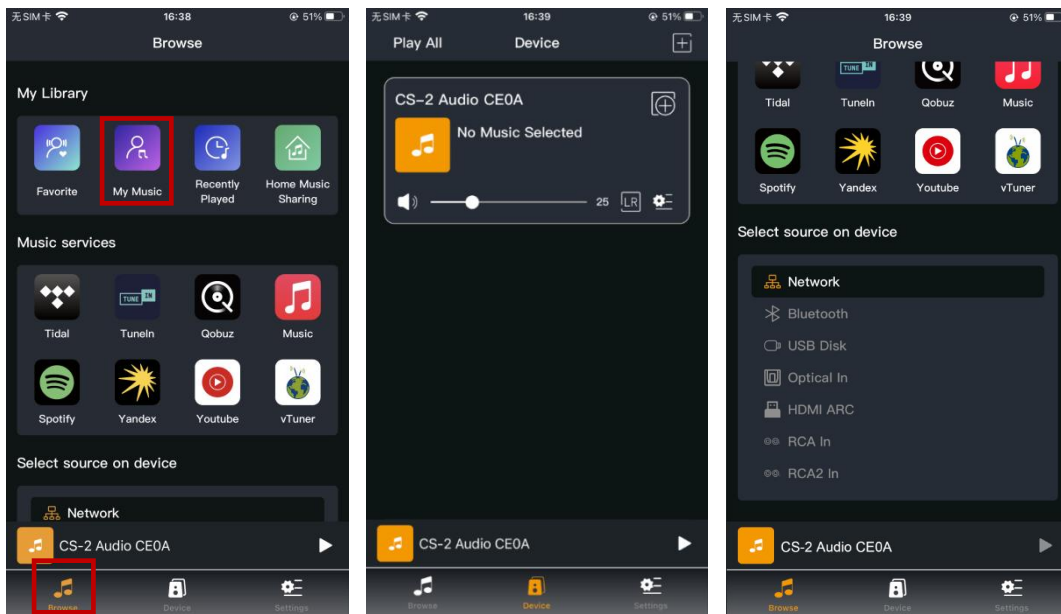 无SIM卡 16:38 51%
Browse
My Library
Favorite My Music Recently Played Home Music Sharing
Music services
TUNE IN
Tidal TuneIn Qobuz Music
Spotify Yandex Youtube vTuner
Select source on device
Network
CS-2 Audio CE0A
Browse Device Settings
无SIM卡 16:39 51%
Play All Device
CS-2 Audio CE0A
No Music Selected
25 LR
CS-2 Audio CE0A
Browse Device Settings
无SIM卡 16:39 51%
Browse
TUNE IN
Tidal TuneIn Qobuz Music
Spotify Yandex Youtube vTuner
Select source on device
Network
Bluetooth
USB Disk
Optical In
HDMI ARC
RCA In
RCA2 In
CS-2 Audio CE0A
Browse Device Settings